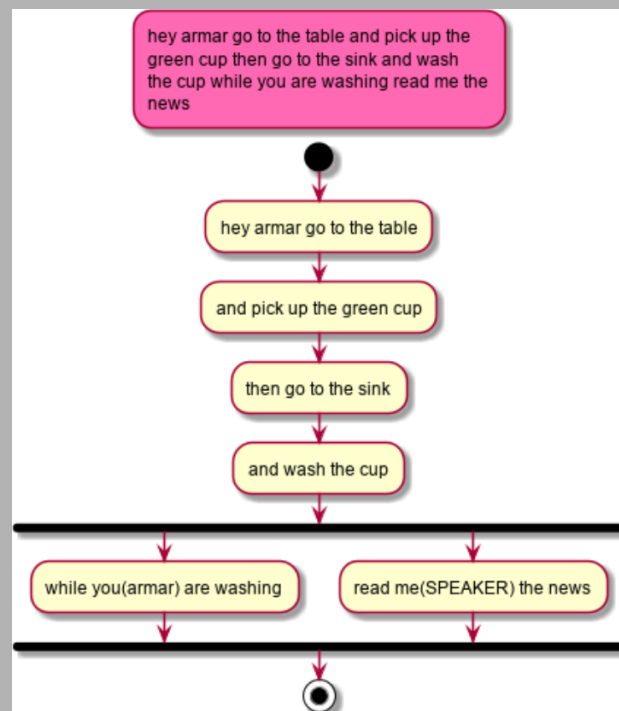 hey armar go to the table and pick up the
green cup then go to the sink and wash
the cup while you are washing read me the
news
hey armar go to the table
and pick up the green cup
then go to the sink
and wash the cup
while you(armar) are washing
read me(SPEAKER) the news